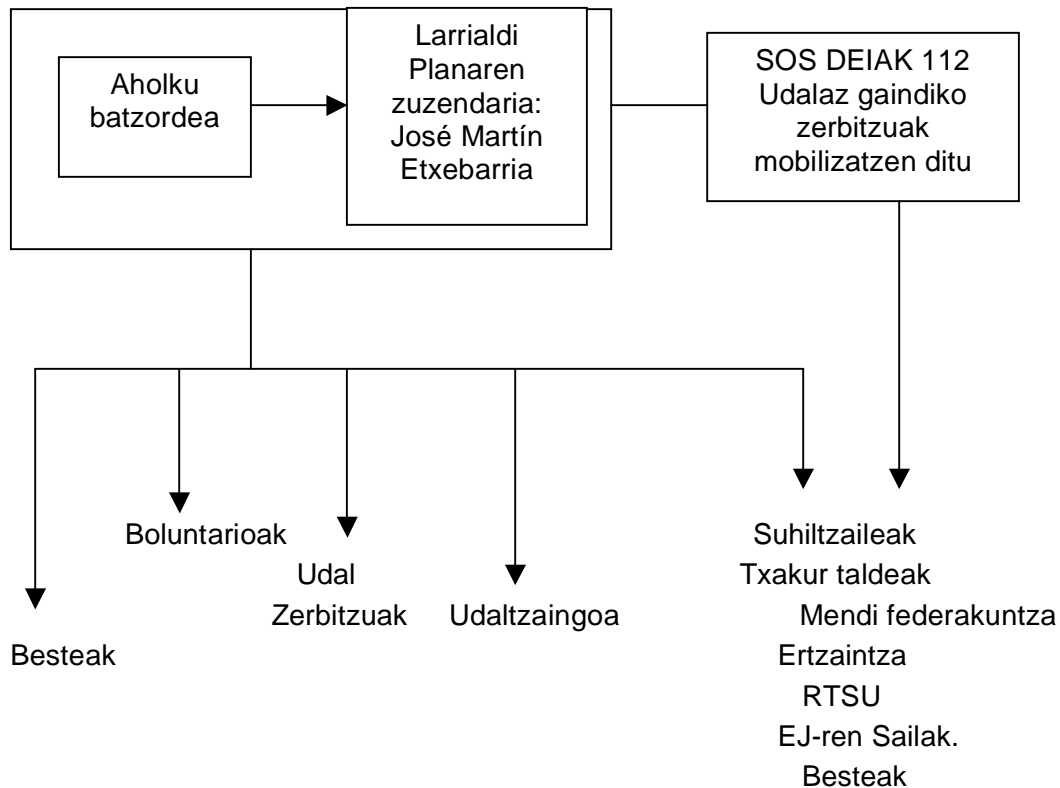 Aholku
batzordea
Larrialdi
Planaren
zuzendaria:
José Martín
Etxebarria
SOS DEIAK 112
Udalaz gaindiko
zerbitzuak
mobilizatzen ditu
Besteak
Boluntarioak
Udal
Zerbitzuak
Udaltzaingoa
Suhiltzaileak
Txakur taldeak
Mendi federakuntza
Ertzaintza
RTSU
EJ-ren Sailak.
Besteak